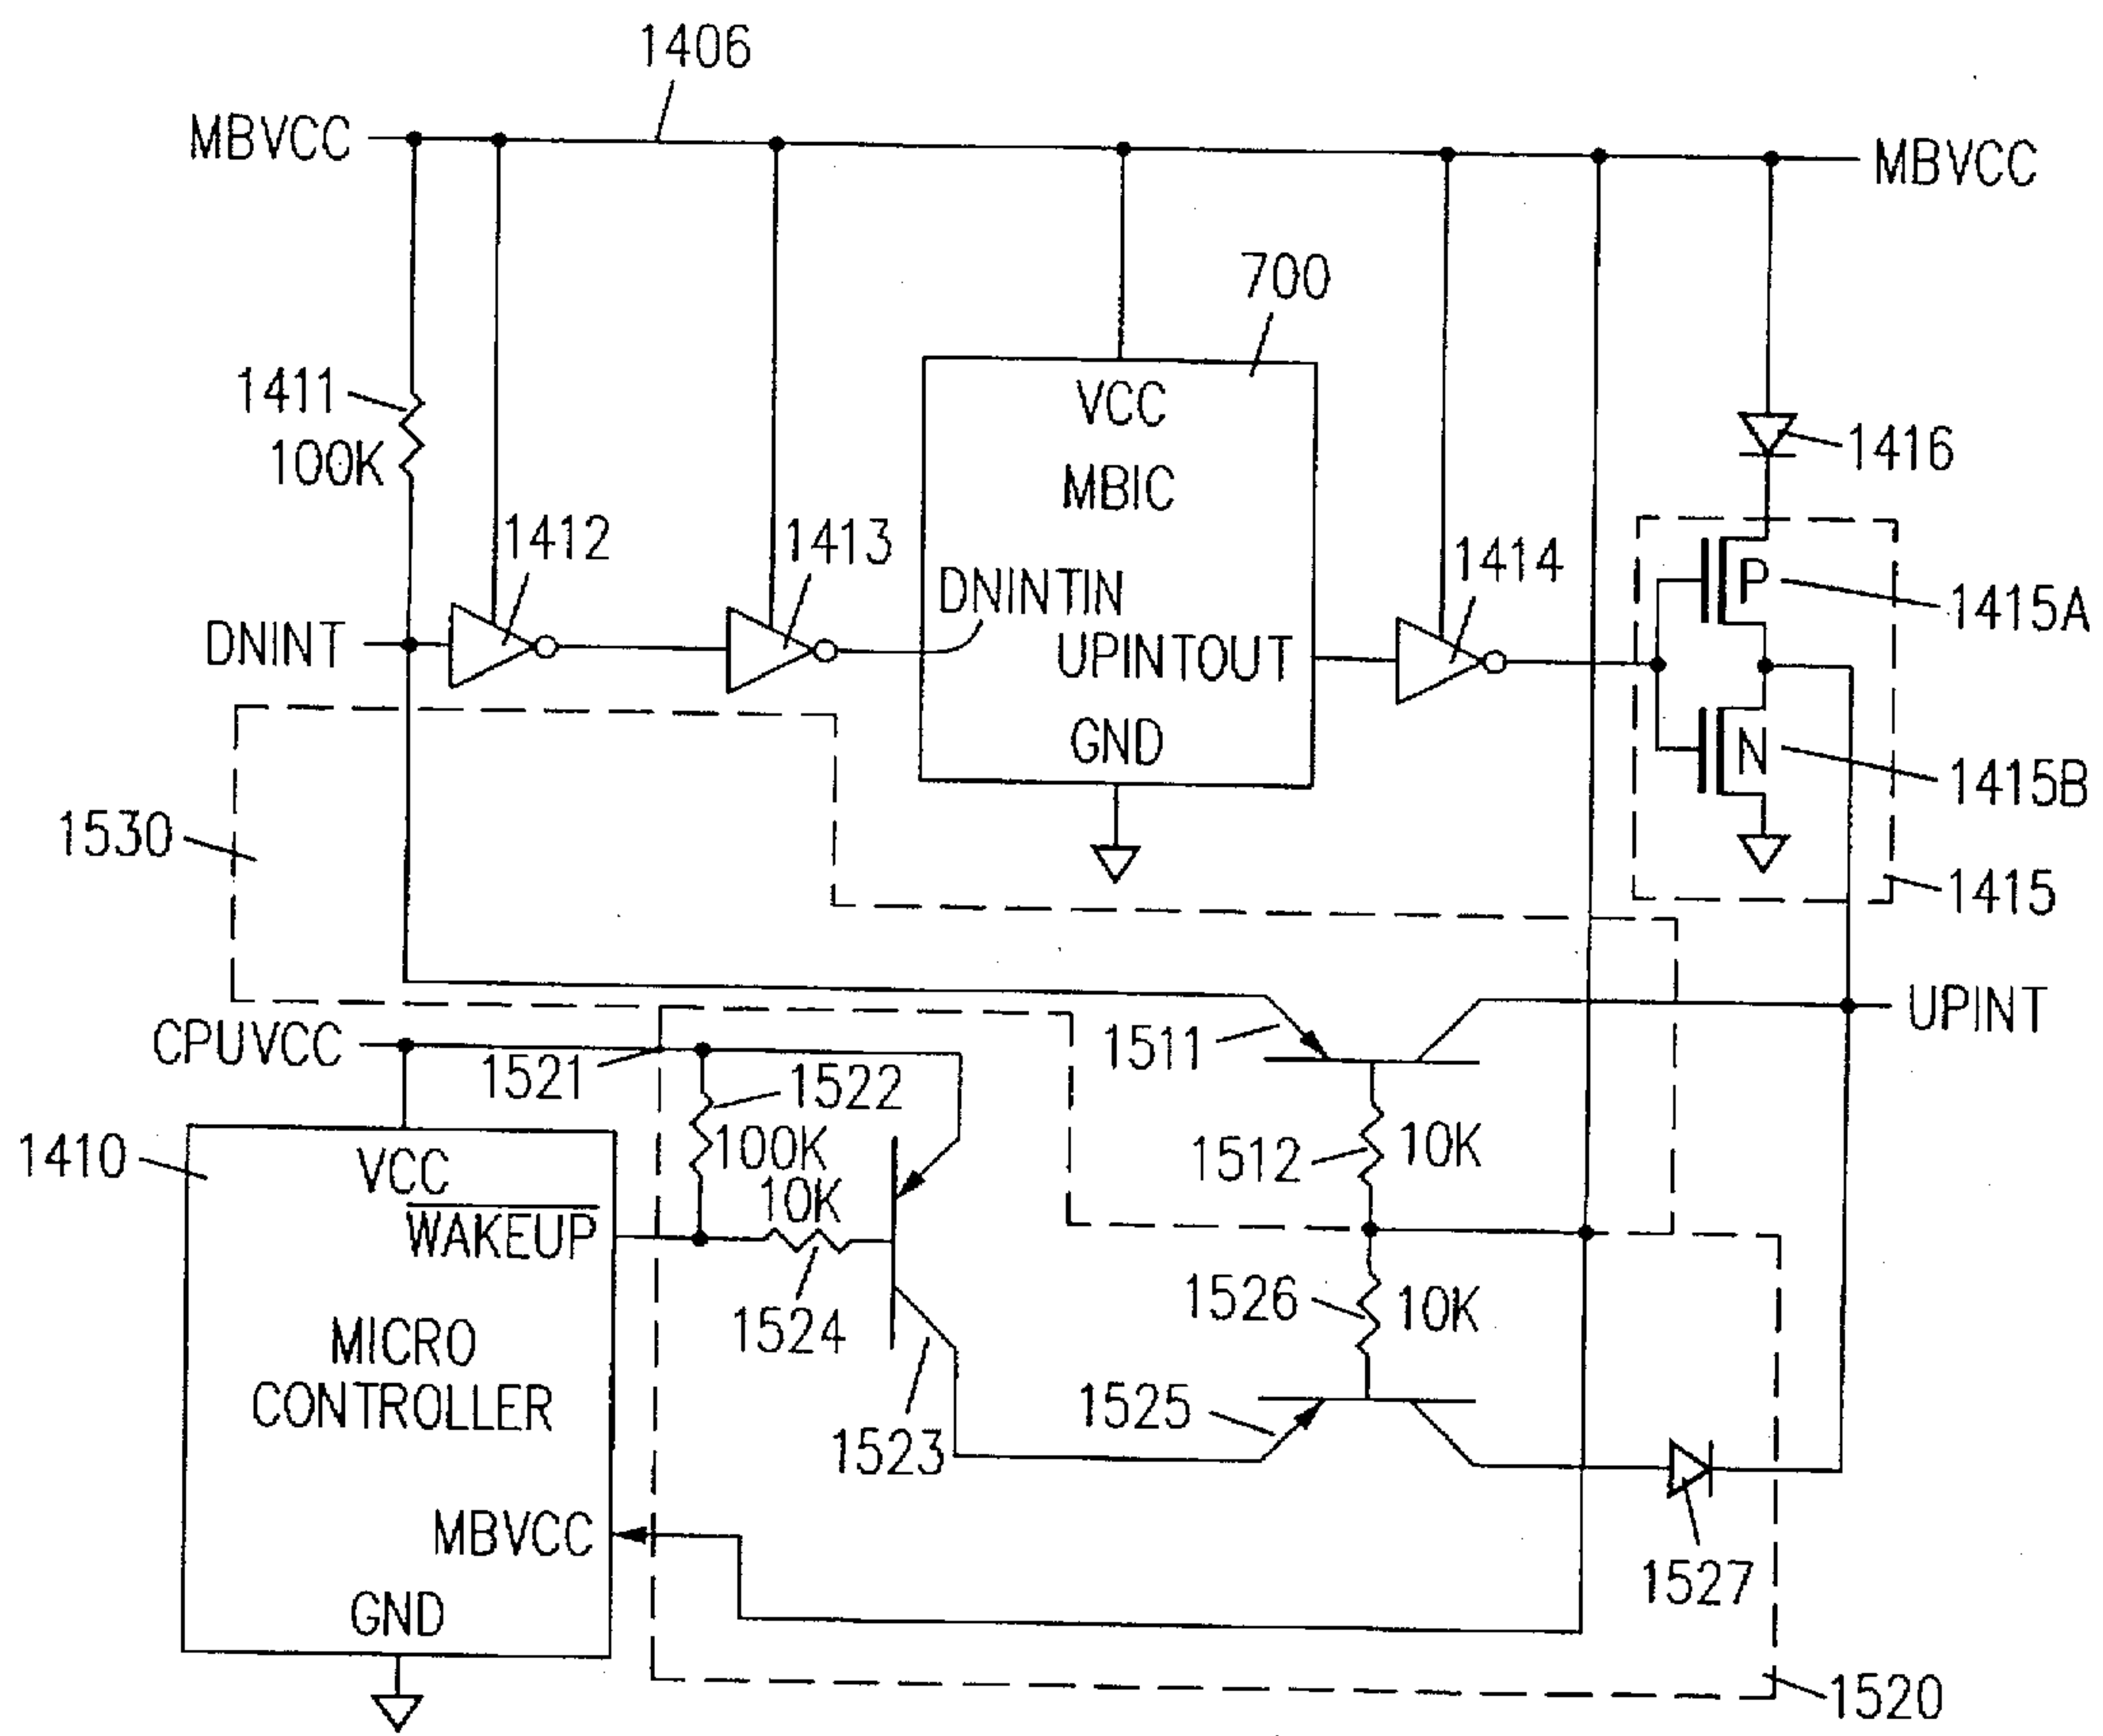 1406
MBVCC
MBVCC
700
1411
100K
VCC
MBIC
1416
1412
1413
1414
DNINTIN
P
1415A
DNINT
UPINTOUT
GND
N
1415B
1530
1415
UPINT
CPUVCC
1521
1522
1511
100K
1410
VCC
10K
WAKEUP
1512
10K
1524
1526
10K
MICRO
CONTROLLER
1523
1525
MBVCC
1527
GND
1520